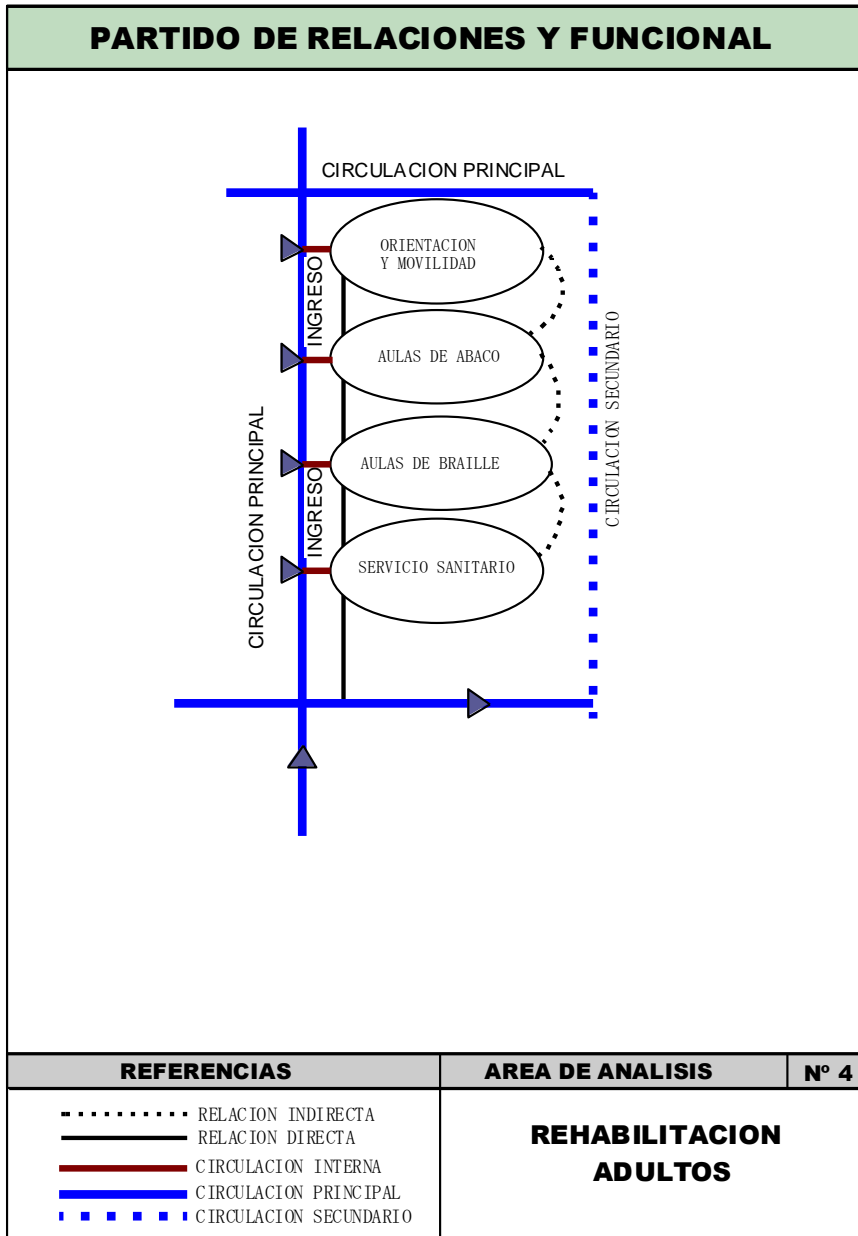 PARTIDO DE RELACIONES Y FUNCIONAL
CIRCULACION PRINCIPAL
ORIENTACION
Y MOVILIDAD
INGRESO
AULAS DE ABACO
CIRCULACION SECUNDARIO
CIRCULACION PRINCIPAL
AULAS DE BRAILLE
INGRESO
SERVICIO SANITARIO
REFERENCIAS
AREA DE ANALISIS
Nº 4
RELACION INDIRECTA
RELACION DIRECTA
CIRCULACION INTERNA
CIRCULACION PRINCIPAL
CIRCULACION SECUNDARIO
REHABILITACION
ADULTOS